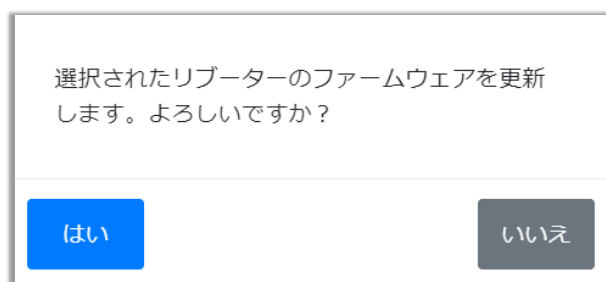 選択されたリブーターのファームウェアを更新
します。よろしいですか？
はい
いいえ